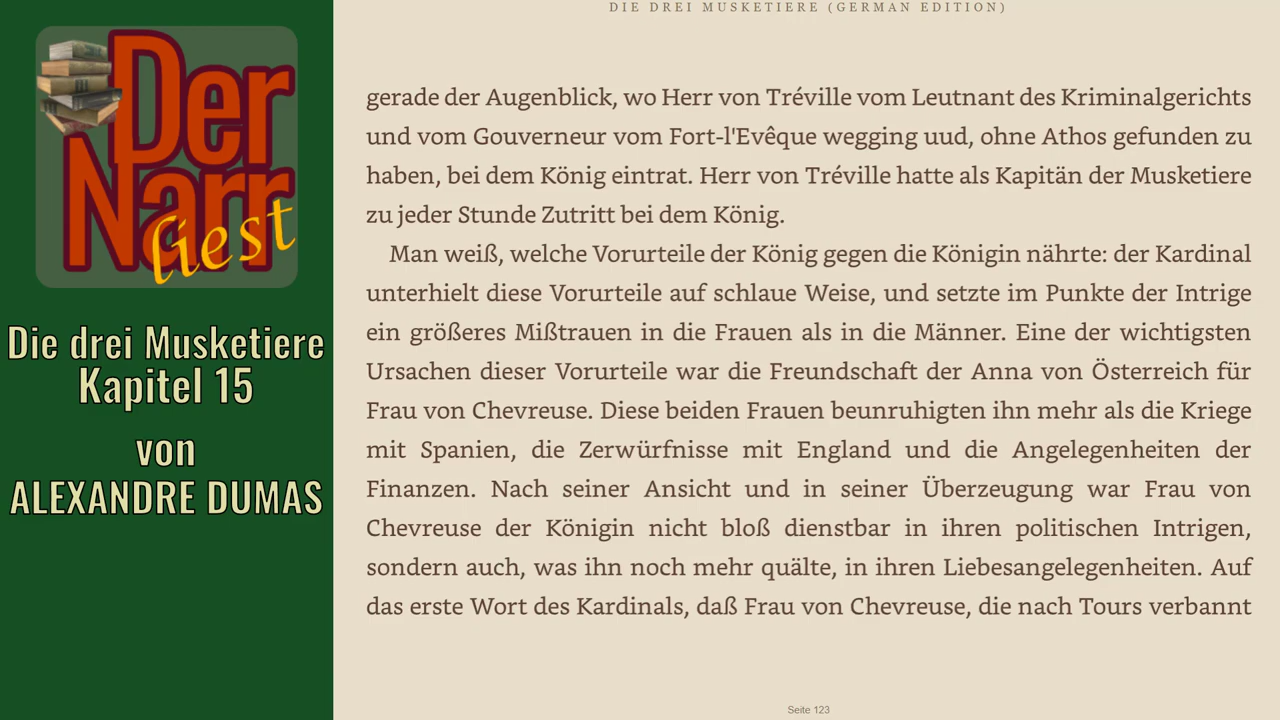 Der
Narr
liest
Die drei Musketiere
Kapitel 15
von
ALEXANDRE DUMAS
DIE DREI MUSKETIERE (GERMAN EDITION)
gerade der Augenblick, wo Herr von Tréville vom Leutnant des Kriminalgerichts
und vom Gouverneur vom Fort-l'Evêque wegging uud, ohne Athos gefunden zu
haben, bei dem König eintrat. Herr von Tréville hatte als Kapitän der Musketiere
zu jeder Stunde Zutritt bei dem König.
Man weiß, welche Vorurteile der König gegen die Königin nährte: der Kardinal
unterhielt diese Vorurteile auf schlaue Weise, und setzte im Punkte der Intrige
ein größeres Mißtrauen in die Frauen als in die Männer. Eine der wichtigsten
Ursachen dieser Vorurteile war die Freundschaft der Anna von Österreich für
Frau von Chevreuse. Diese beiden Frauen beunruhigten ihn mehr als die Kriege
mit Spanien, die Zerwürfnisse mit England und die Angelegenheiten der
Finanzen. Nach seiner Ansicht und in seiner Überzeugung war Frau von
Chevreuse der Königin nicht bloß dienstbar in ihren politischen Intrigen,
sondern auch, was ihn noch mehr quälte, in ihren Liebesangelegenheiten. Auf
das erste Wort des Kardinals, daß Frau von Chevreuse, die nach Tours verbannt
Seite 123